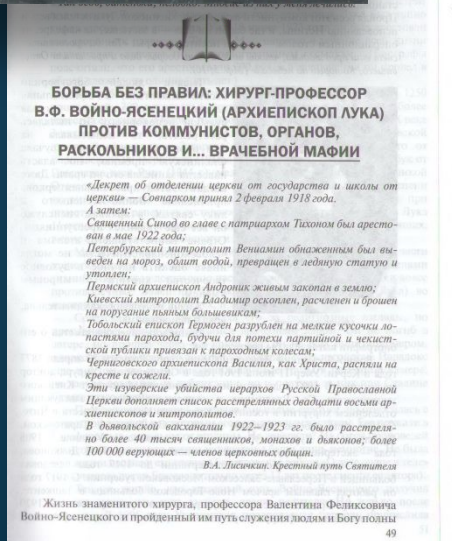 БОРЬБА БЕЗ ПРАВИЛ: ХИРУРГ-ПРОФЕССОР
В.Ф. ВОЙНО-ЯСЕНЕЦКИЙ (АРХИЕПИСКОП ЛУКА)
ПРОТИВ КОММУНИСТОВ, ОРГАНОВ,
РАСКОЛЬНИКОВ И... ВРАЧЕБНОЙ МАФИИ
«Декрет об отделении церкви от государства и школы от
церкви» — Совнарком принял 2 февраля 1918 года.
А затем:
Священный Синод во главе с патриархом Тихоном был аресто-
ван в мае 1922 года;
Петербургский митрополит Вениамин обнаженным был вы-
веден на мороз, облит водой, превращен в ледяную статую и
утоплен;
Пермский архиепископ Андроник живым закопан в землю;
Киевский митрополит Владимир оскоплен, расчленен и брошен
на поругание пьяным большевикам;
Тобольский епископ Гермоген разрублен на мелкие кусочки ло-
пастями парохода, будучи для потехи партийной и чекист-
ской публики привязан к пароходным колесам;
Черниговского архиепископа Василия, как Христа, распяли на
кресте и сожгли.
Эти изуверские убийства иерархов Русской Православной
Церкви дополняет список расстрелянных двадцати восьми ар-
хиепископов и митрополитов.
В дьявольской вакханалии 1922–1923 гг. было расстреля-
но более 40 тысяч священников, монахов и дьяконов; более
100 000 верующих — членов церковных общин.
В.А. Лисичкин. Крестный путь Святителя
Жизнь знаменитого хирурга, профессора Валентина Феликсовича
Войно-Ясенецкого и пройденный им путь служения людям и Богу полны
49